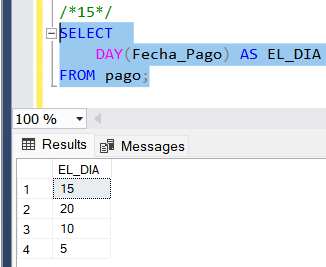 /*15*/
SELECT
DAY(Fecha_Pago) AS EL_DIA
FROM pago;
100 %
Results Messages
EL_DIA
1 15
2 20
3 10
4 5